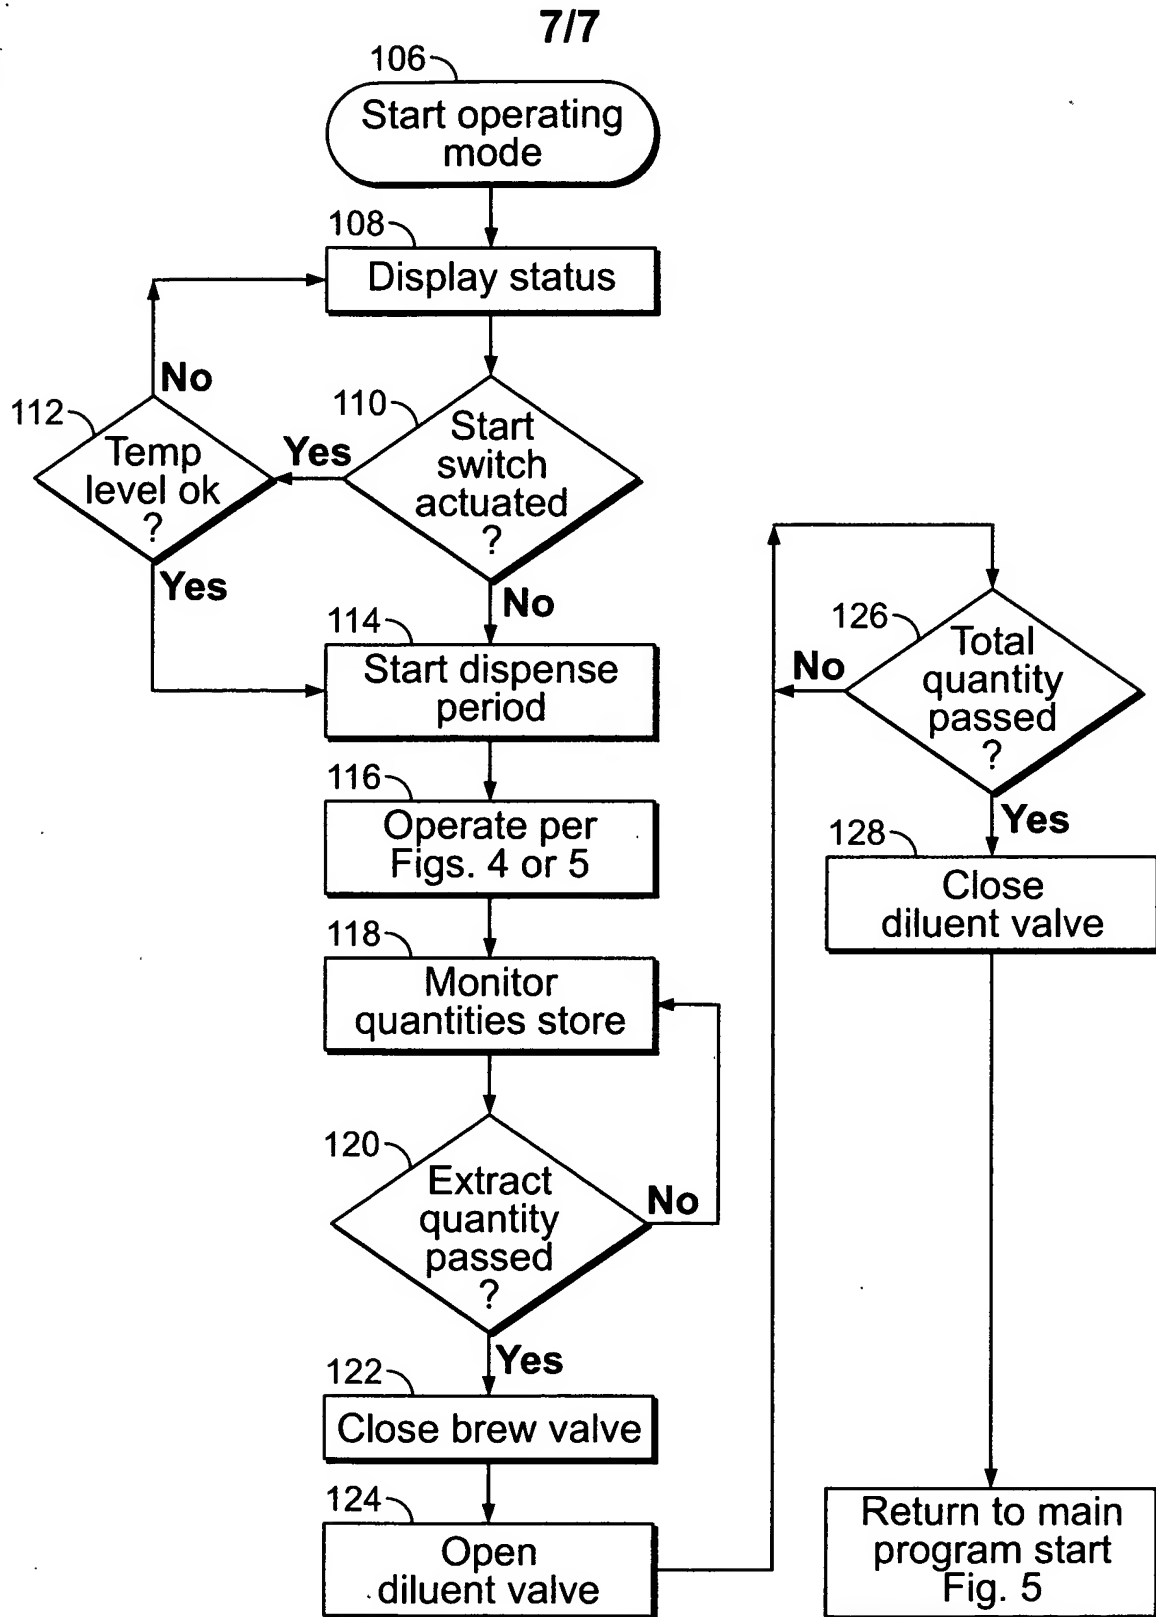 7/7
106
Start operating
mode
108
Display status
No
112
Temp
level ok
?
Yes
110
Start
switch
actuated
?
Yes
No
114
Start dispense
period
116
Operate per
Figs. 4 or 5
118
Monitor
quantities store
120
Extract
quantity
passed
?
No
Yes
122
Close brew valve
124
Open
diluent valve
126
Total
quantity
passed
?
No
Yes
128
Close
diluent valve
Return to main
program start
Fig. 5